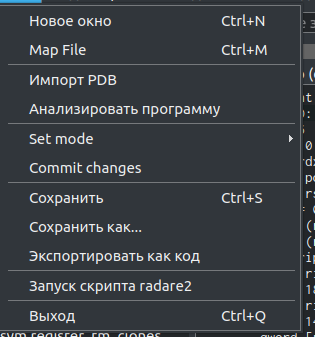 Новое окно Ctrl+N
Map File Ctrl+M
Импорт PDB
Анализировать программу
Set mode
Commit changes
Сохранить Ctrl+S
Сохранить как...
Экспортировать как код
Запуск скрипта radare2
Выход Ctrl+Q